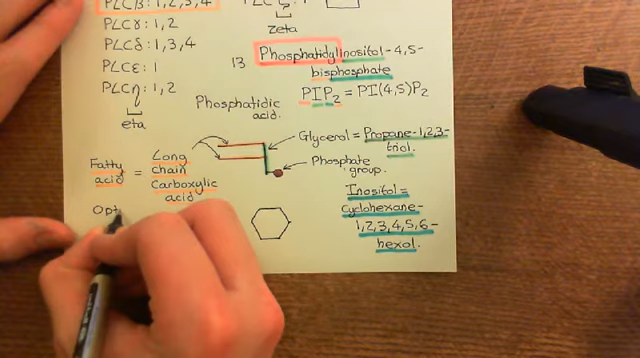 PLCβ: 1,2,3,4
PLCγ: 1,2
PLCδ: 1,3,4
PLCε: 1
PLCη: 1,2
eta
zeta
13 Phosphatidylinositol-4,5-
bisphosphate
PIP2 = PI(4,5)P2
Phosphatidic
acid.
Glycerol = Propane-1,2,3-
triol.
Phosphate
group.
Fatty
acid
=
Long
chain
Carboxylic
acid
Inositol =
cyclohexane-
1,2,3,4,5,6-
hexol.
Opt